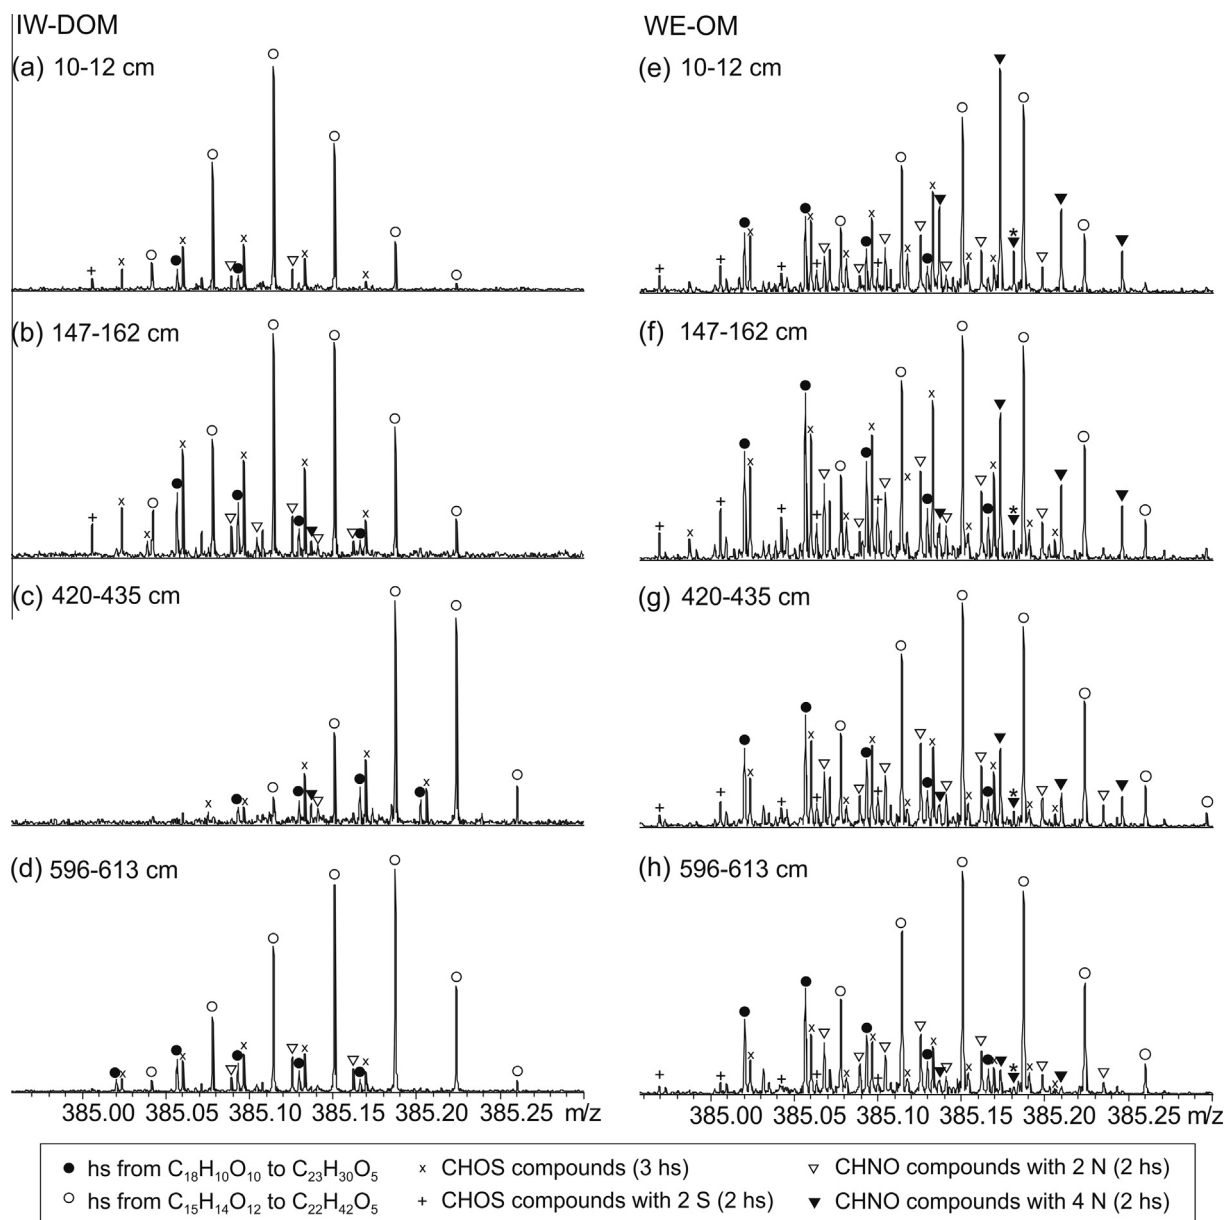 IW-DOM
WE-OM
(a) 10-12 cm
(e) 10-12 cm
(b) 147-162 cm
(f) 147-162 cm
(c) 420-435 cm
(g) 420-435 cm
(d) 596-613 cm
(h) 596-613 cm
385.00 385.05 385.10 385.15 385.20 385.25 m/z
385.00 385.05 385.10 385.15 385.20 385.25 m/z
● hs from C₁₈H₁₀O₁₀ to C₂₃H₃₀O₅
x CHOS compounds (3 hs)
▽ CHNO compounds with 2 N (2 hs)
○ hs from C₁₅H₁₄O₁₂ to C₂₂H₄₂O₅
+ CHOS compounds with 2 S (2 hs)
▼ CHNO compounds with 4 N (2 hs)